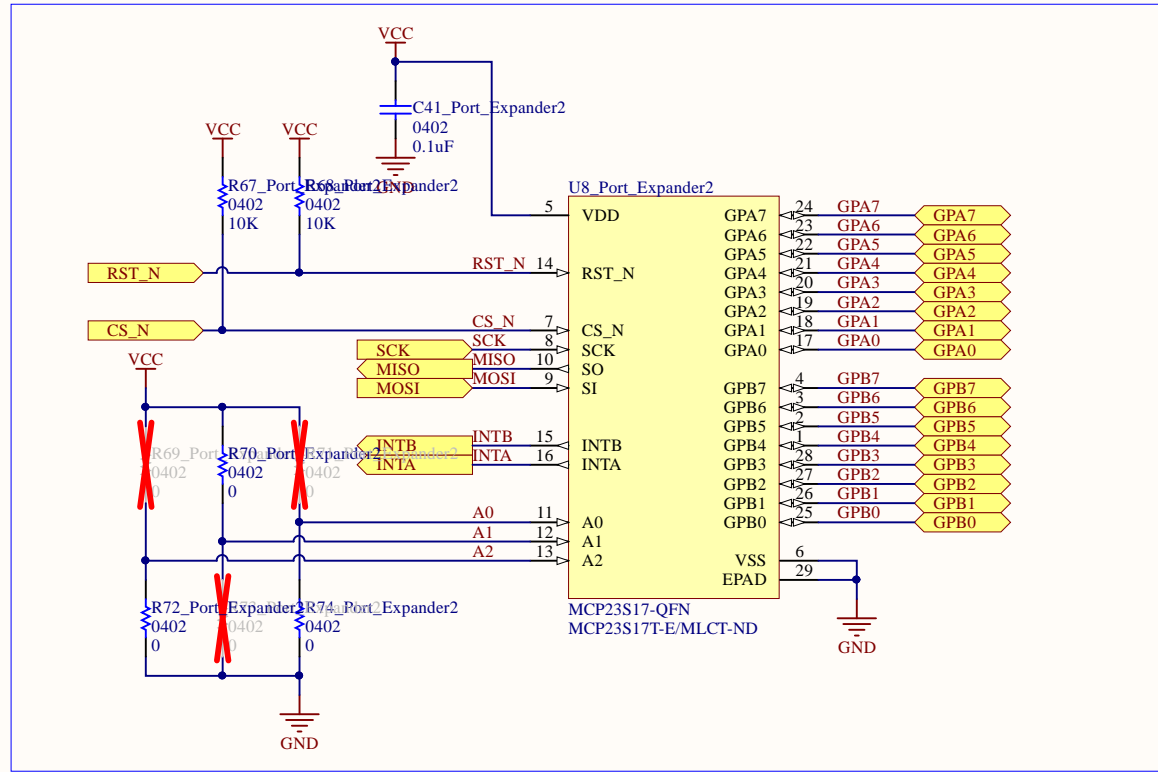 VCC
C41_Port_Expander2
0402
0.1uF
GND
VCC
VCC
R67_Port_Expander2
0402
10K
R68_Port_Expander2
0402
10K
U8_Port_Expander2
5 VDD
RST_N
RST_N 14 RST_N
CS_N
CS_N 7 CS_N
SCK
SCK 8 SCK
MISO
MISO 10 SO
MOSI
MOSI 9 SI
INTB
INTB 15 INTB
INTA
INTA 16 INTA
A0 11 A0
A1 12 A1
A2 13 A2
GPA7 24 GPA7 GPA7
GPA6 23 GPA6 GPA6
GPA5 22 GPA5 GPA5
GPA4 21 GPA4 GPA4
GPA3 20 GPA3 GPA3
GPA2 19 GPA2 GPA2
GPA1 18 GPA1 GPA1
GPA0 17 GPA0 GPA0
GPB7 4 GPB7 GPB7
GPB6 3 GPB6 GPB6
GPB5 2 GPB5 GPB5
GPB4 1 GPB4 GPB4
GPB3 28 GPB3 GPB3
GPB2 27 GPB2 GPB2
GPB1 26 GPB1 GPB1
GPB0 25 GPB0 GPB0
VSS 6
EPAD 29
GND
MCP23S17-QFN
MCP23S17T-E/MLCT-ND
VCC
R69_Port_Expander2
0402
0
R70_Port_Expander2
0402
0
0402
0
R72_Port_Expander2
0402
0
0402
0
R74_Port_Expander2
0402
0
GND